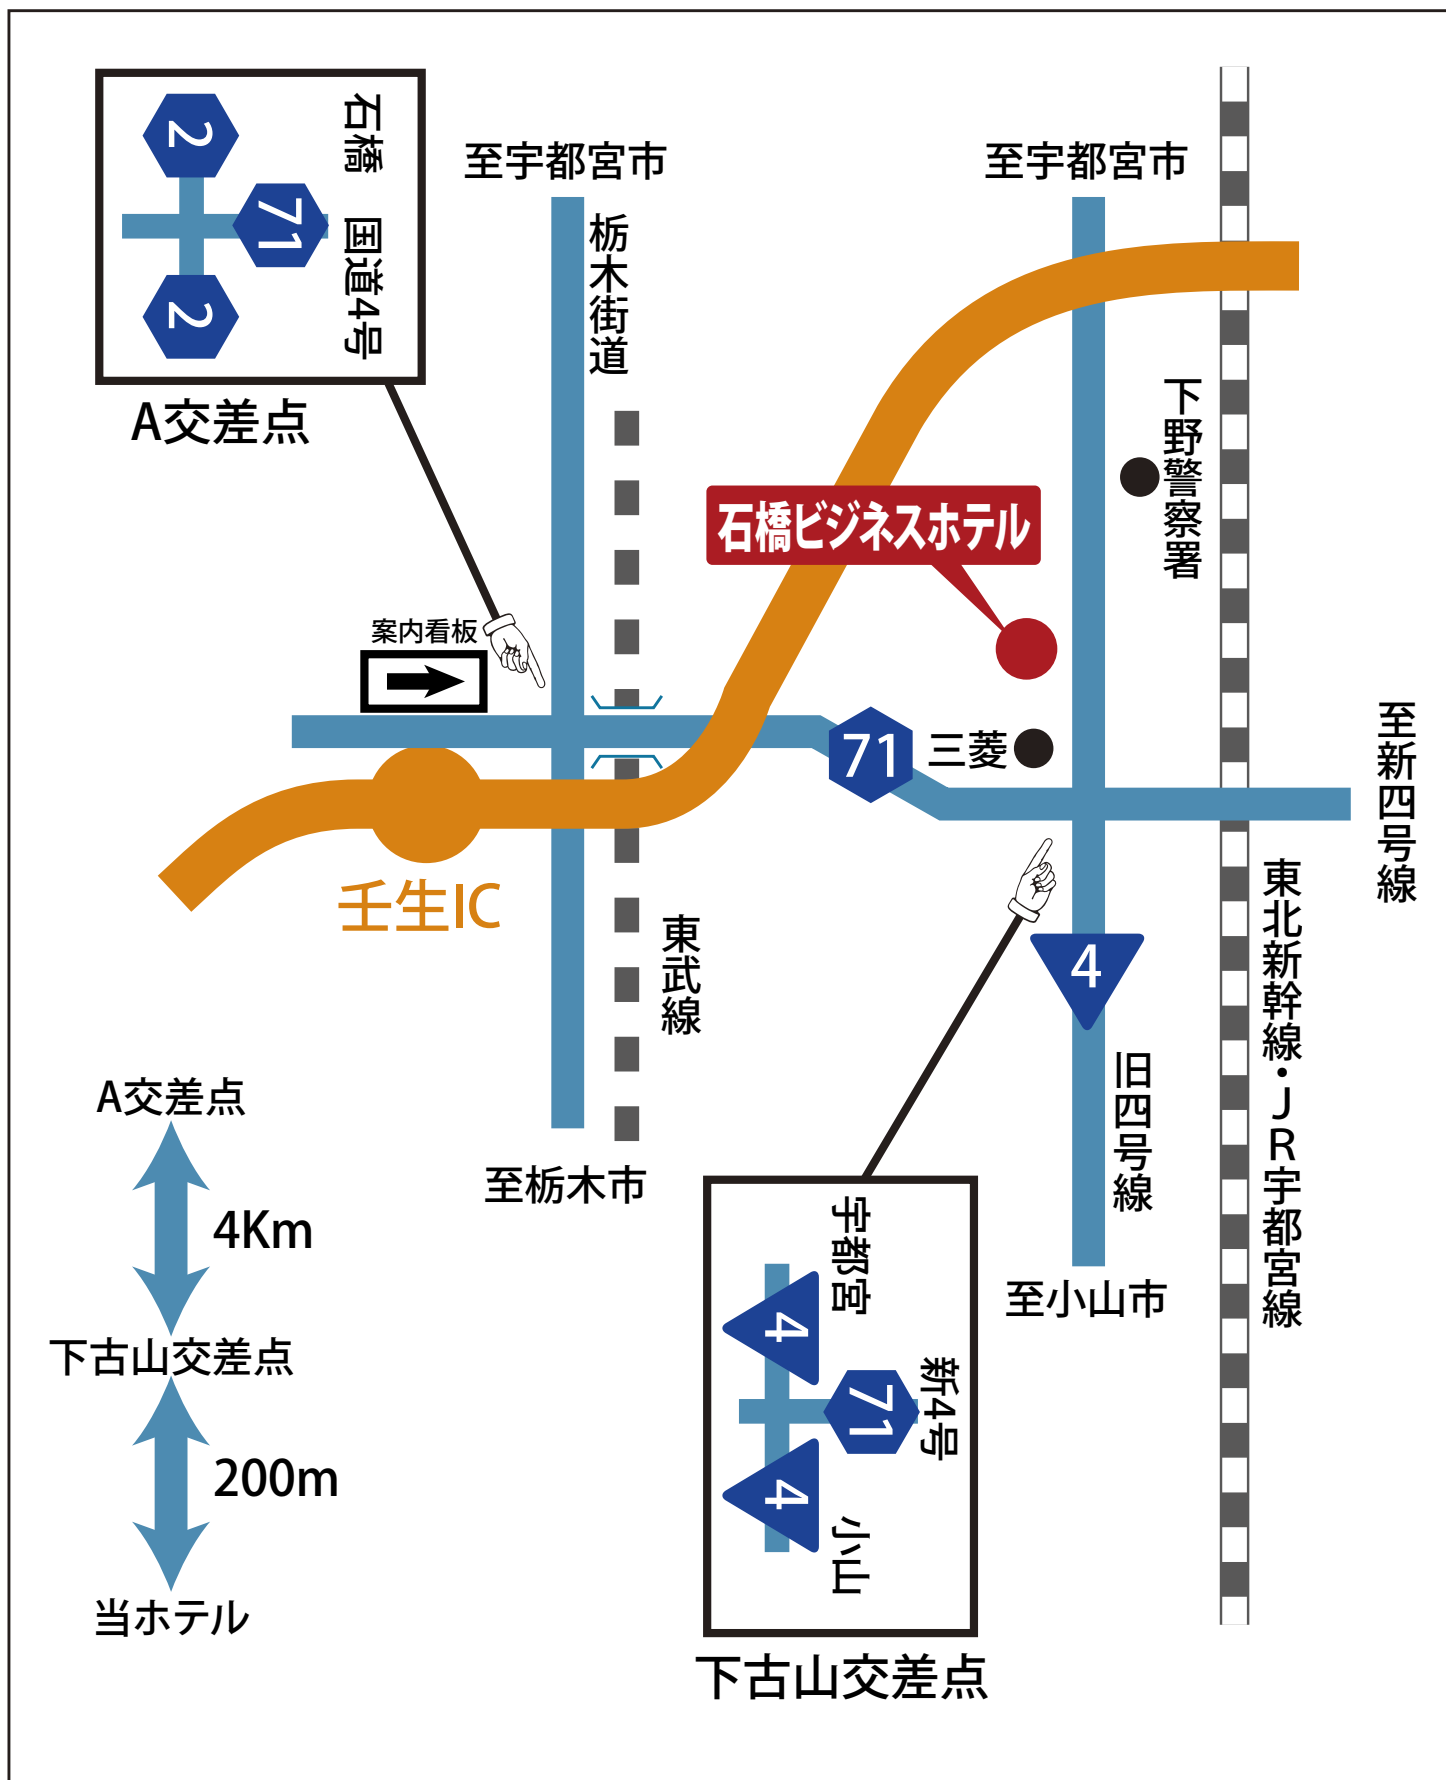 石橋 国道4号
2
71
2
A交差点
至宇都宮市
栃木街道
至宇都宮市
下野警察署
石橋ビジネスホテル
案内看板
71
三菱
至新四号線
壬生IC
東武線
4
旧四号線
東北新幹線・JR宇都宮線
至栃木市
至小山市
A交差点
4Km
下古山交差点
200m
当ホテル
宇都宮
4
新4号
71
4
小山
下古山交差点